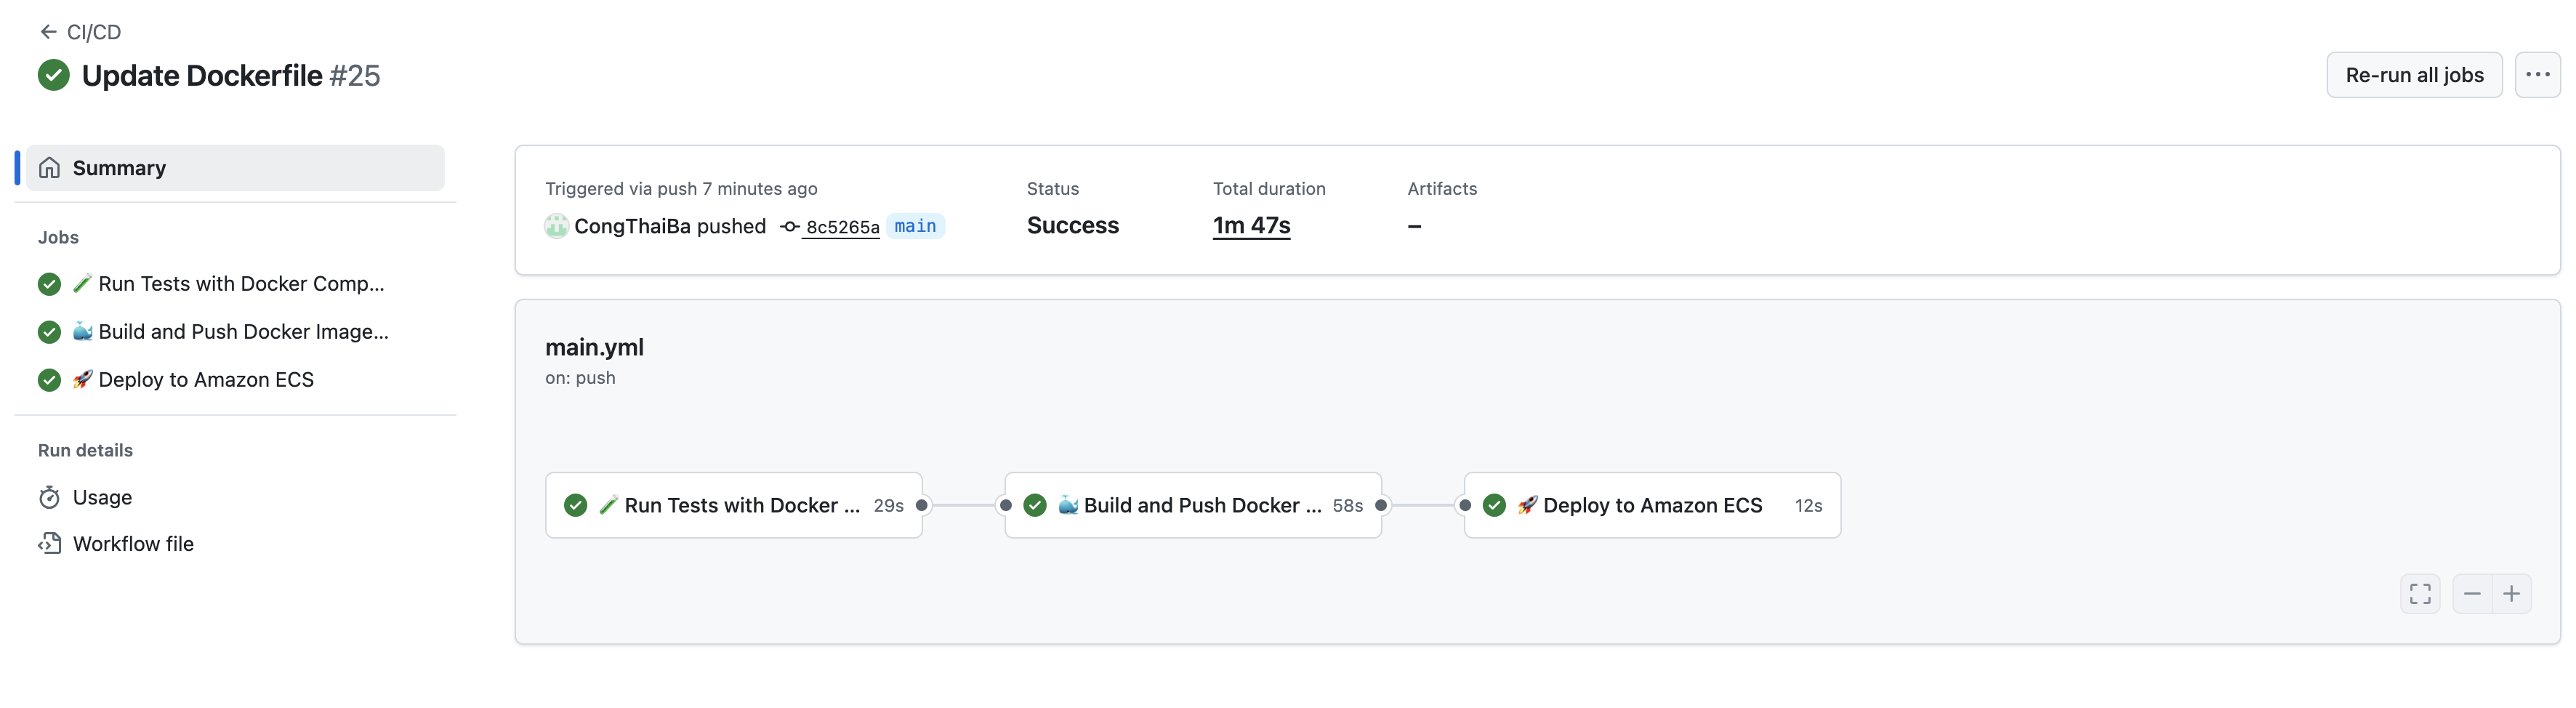 CI/CD
Update Dockerfile #25
Re-run all jobs
Summary
Jobs
Run Tests with Docker Comp...
Build and Push Docker Image...
Deploy to Amazon ECS
Run details
Usage
Workflow file
Triggered via push 7 minutes ago
CongThaiBa pushed 8c5265a main
Status
Success
Total duration
1m 47s
Artifacts
–
main.yml
on: push
Run Tests with Docker ... 29s
Build and Push Docker ... 58s
Deploy to Amazon ECS 12s